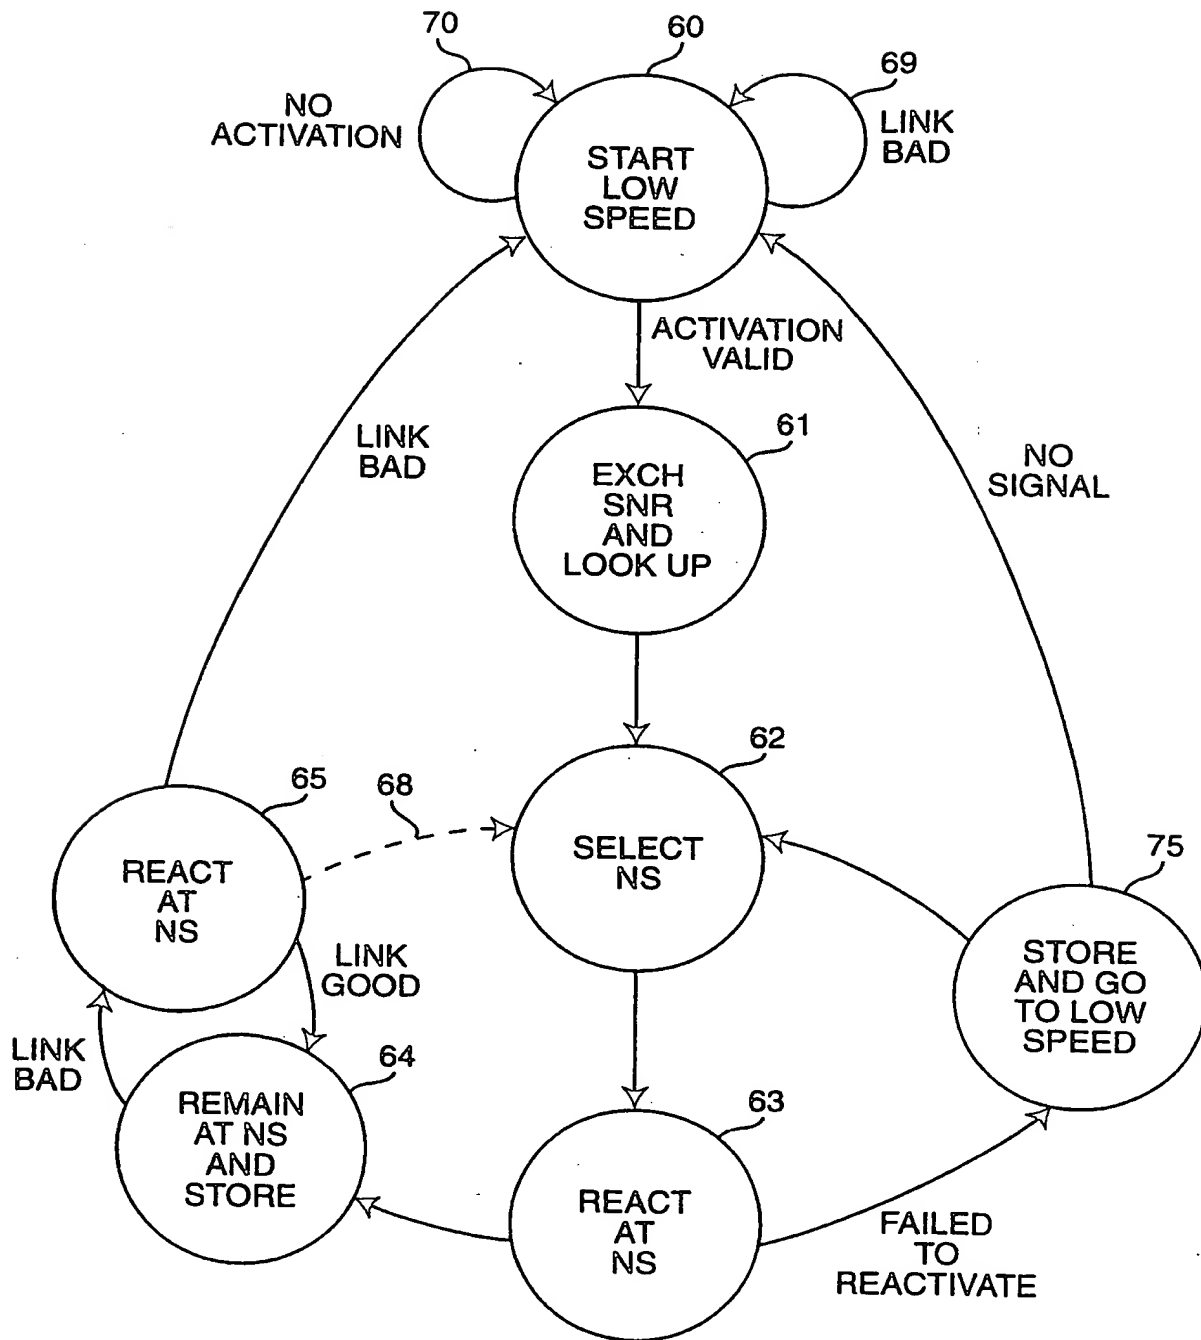 70
60
69
NO
ACTIVATION
LINK
BAD
START
LOW
SPEED
ACTIVATION
VALID
61
LINK
BAD
NO
SIGNAL
EXCH
SNR
AND
LOOK UP
62
65
68
75
REACT
AT
NS
SELECT
NS
LINK
GOOD
STORE
AND GO
TO LOW
SPEED
LINK
BAD
64
63
REMAIN
AT NS
AND
STORE
REACT
AT
NS
FAILED
TO
REACTIVATE